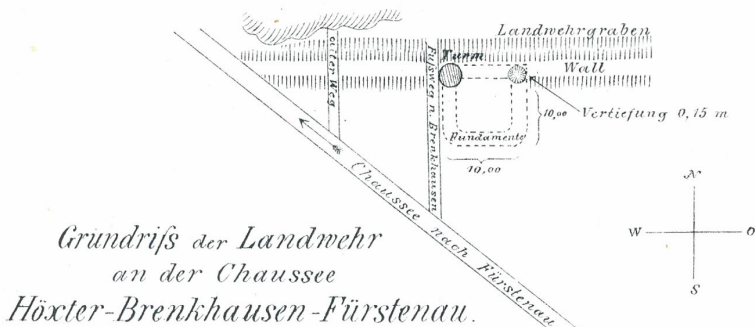 Landwehrgraben
Wall
Turm
alter Weg
Fußweg n. Brenkhausen
10,00
Vertiefung 0,15 m
Fundamente
10,00
Chaussee nach Fürstenau
N
W
O
S
Grundriſs der Landwehr
an der Chaussee
Höxter-Brenkhausen-Fürstenau.